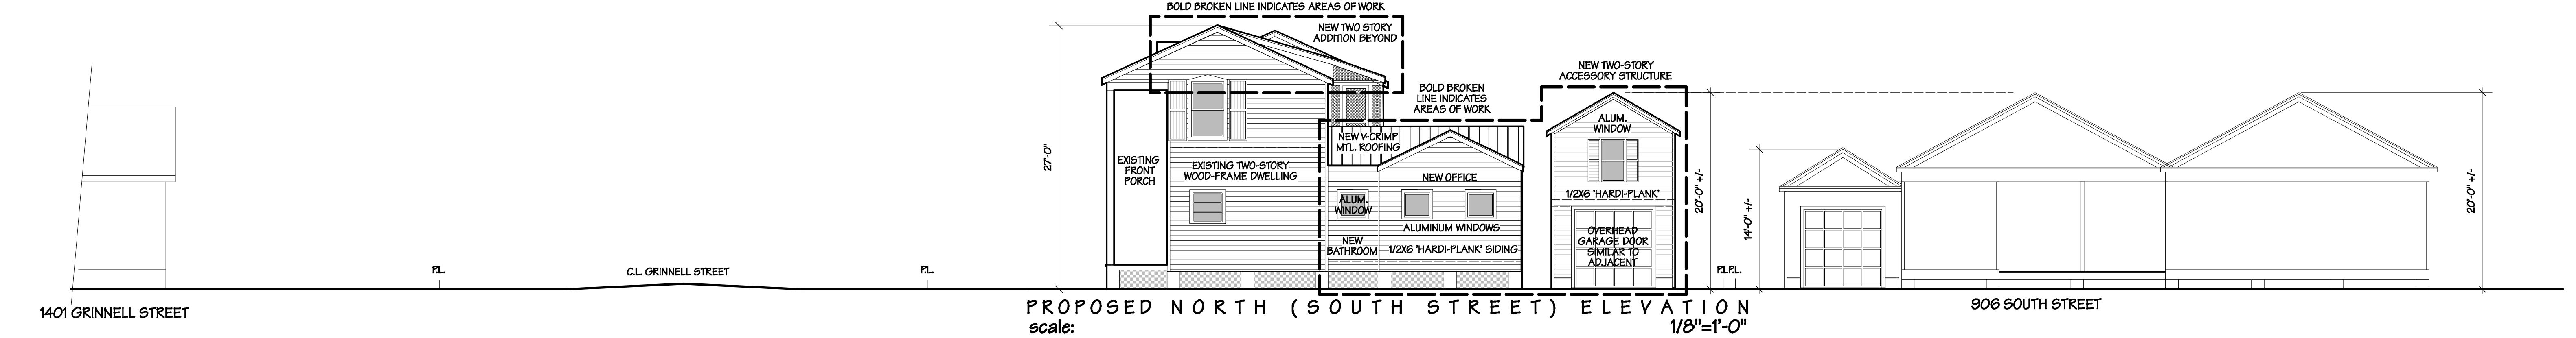 BOLD BROKEN LINE INDICATES AREAS OF WORK
NEW TWO STORY
ADDITION BEYOND
27'-0"
EXISTING
FRONT
PORCH
EXISTING TWO-STORY
WOOD-FRAME DWELLING
BOLD BROKEN
LINE INDICATES
AREAS OF WORK
NEW V-CRIMP
MTL. ROOFING
NEW OFFICE
ALUM.
WINDOW
ALUMINUM WINDOWS
NEW
BATHROOM
1/2X6 "HARDI-PLANK" SIDING
NEW TWO-STORY
ACCESSORY STRUCTURE
ALUM.
WINDOW
1/2X6 "HARDI-PLANK"
OVERHEAD
GARAGE DOOR
SIMILAR TO
ADJACENT
20'-0" +/-
14'-0" +/-
20'-0" +/-
P.L.
C.L. GRINNELL STREET
P.L.
P.L.
P.L.
1401 GRINNELL STREET
906 SOUTH STREET
PROPOSED NORTH (SOUTH STREET) ELEVATION
scale: 1/8"=1'-0"